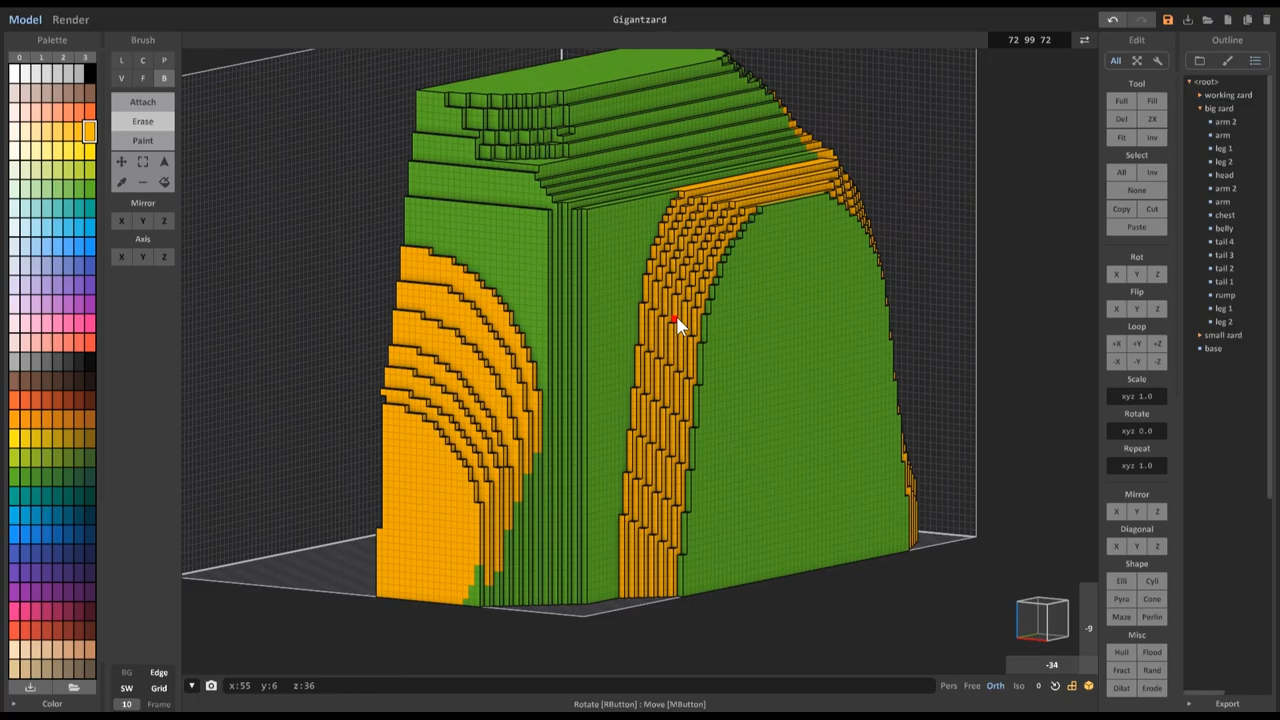 Model Render
Gigantzard
Palette
Brush
72 99 72
Edit
Outline
0 1 2 3
L C P
V F B
Attach
Erase
Paint
Mirror
X Y Z
Axis
X Y Z
All
Tool
Full Fill
Del 2X
Fit Inv
Select
All Inv
None
Copy Cut
Paste
Rot
X Y Z
Flip
X Y Z
Loop
+X +Y +Z
-X -Y -Z
Scale
xyz 1.0
Rotate
xyz 0.0
Repeat
xyz 1.0
Mirror
X Y Z
Diagonal
X Y Z
Shape
Elli Cyli
Pyra Cone
Maze Perlin
Misc
Hull Flood
Fract Rand
Dilat Erode
<root>
working zard
big zard
arm 2
arm
leg 1
leg 2
head
arm 2
arm
chest
belly
tail 4
tail 3
tail 2
tail 1
rump
leg 1
leg 2
small zard
base
-9
-34
BG Edge
SW Grid
10 Frame
x:55 y:6 z:36
Pers Free Orth Iso 0
Color
Rotate [RButton] : Move [MButton]
Export